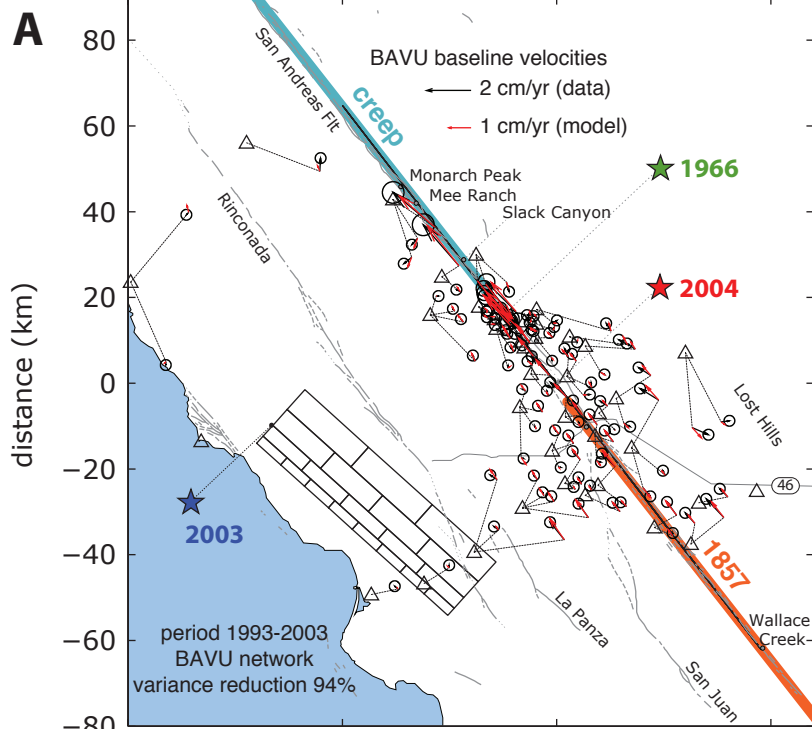 A
80
60
40
20
0
−20
−40
−60
−80
distance (km)
San Andreas Flt
creep
BAVU baseline velocities
2 cm/yr (data)
1 cm/yr (model)
1966
Monarch Peak
Mee Ranch
Slack Canyon
Rinconada
2004
Lost Hills
46
2003
1857
La Panza
San Juan
Wallace
Creek
period 1993-2003
BAVU network
variance reduction 94%